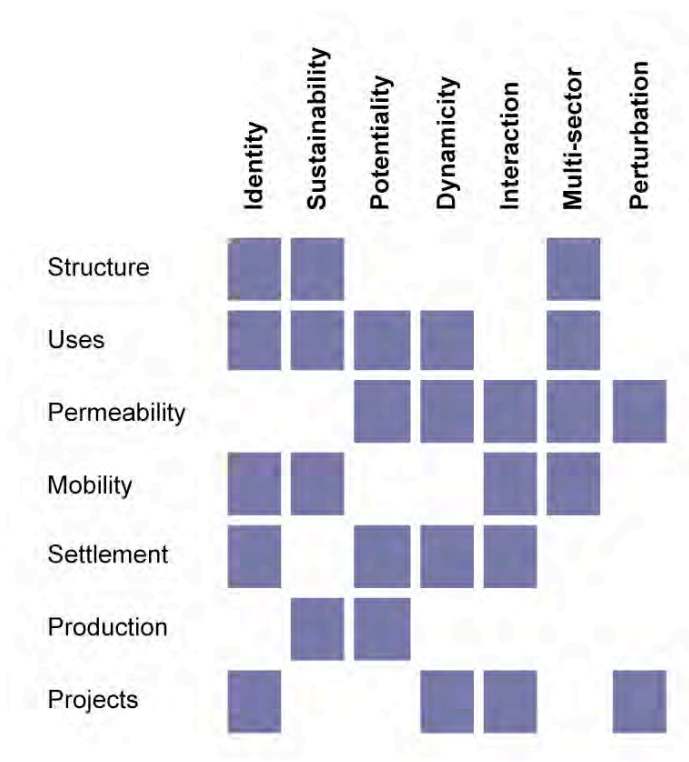 Identity
Sustainability
Potentiality
Dynamicity
Interaction
Multi-sector
Perturbation
Structure
Uses
Permeability
Mobility
Settlement
Production
Projects